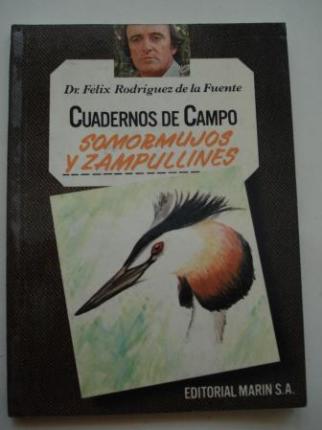 Dr. Félix Rodríguez de la Fuente
CUADERNOS DE CAMPO
SOMORMUJOS
Y ZAMPULLINES
EDITORIAL MARIN S.A.